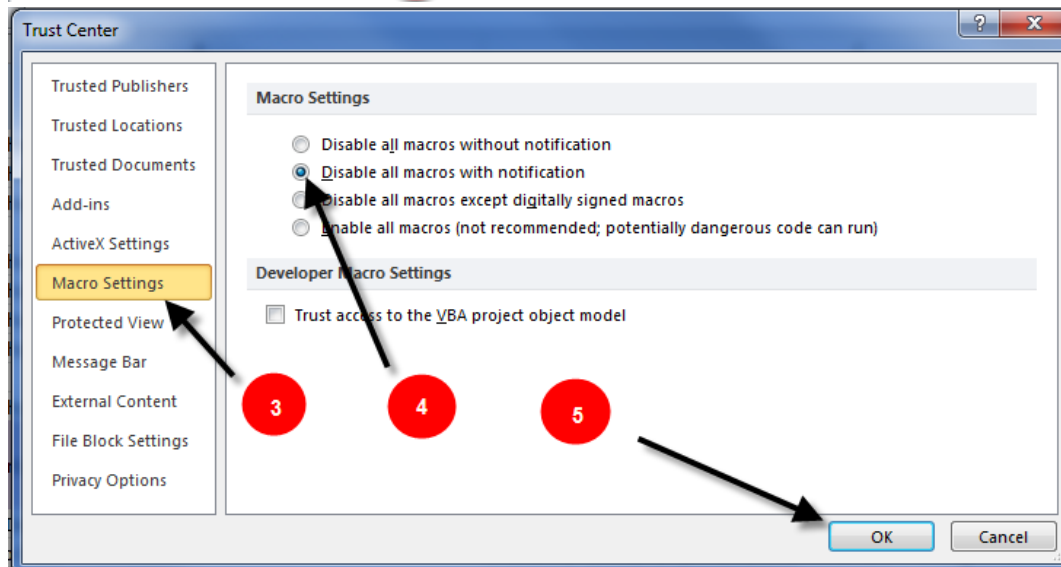 Trust Center
Trusted Publishers
Trusted Locations
Trusted Documents
Add-ins
ActiveX Settings
Macro Settings
Protected View
Message Bar
External Content
File Block Settings
Privacy Options
Macro Settings
Disable all macros without notification
Disable all macros with notification
Disable all macros except digitally signed macros
Enable all macros (not recommended; potentially dangerous code can run)
Developer Macro Settings
Trust access to the VBA project object model
3
4
5
OK
Cancel